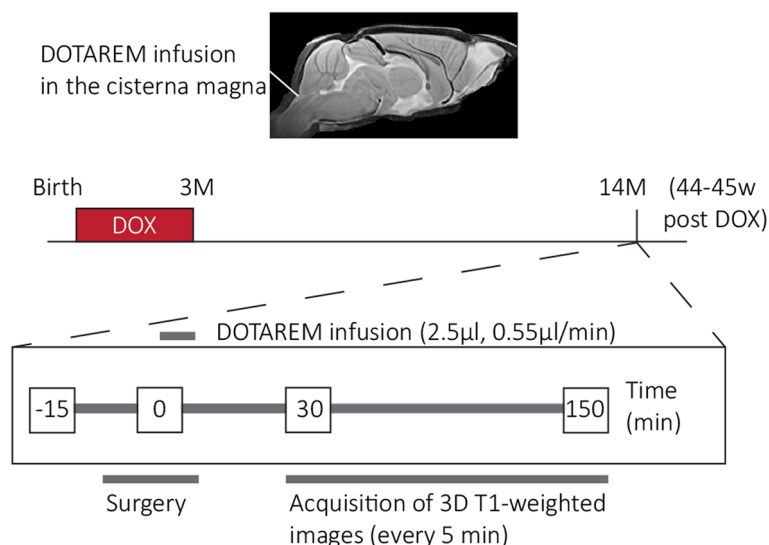 DOTAREM infusion
in the cisterna magna
Birth
3M
14M
(44-45w
post DOX)
DOX
DOTAREM infusion (2.5µl, 0.55µl/min)
-15
0
30
150
Time
(min)
Surgery
Acquisition of 3D T1-weighted
images (every 5 min)